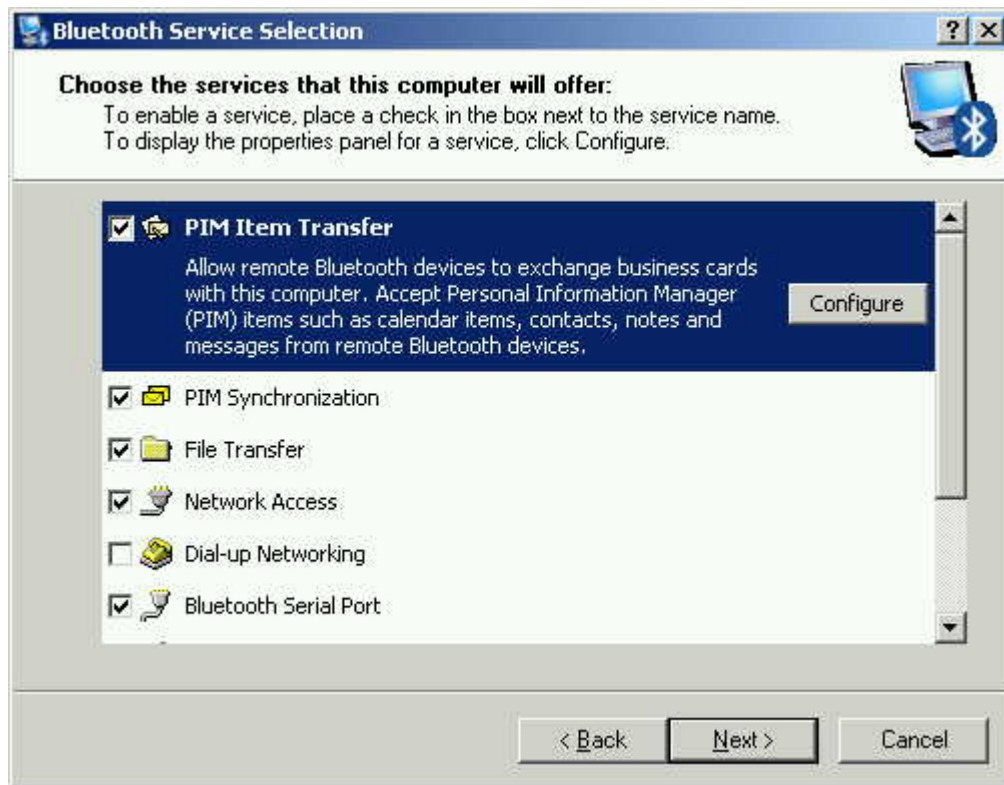 Bluetooth Service Selection
Choose the services that this computer will offer:
To enable a service, place a check in the box next to the service name.
To display the properties panel for a service, click Configure.
PIM Item Transfer
Allow remote Bluetooth devices to exchange business cards
with this computer. Accept Personal Information Manager
(PIM) items such as calendar items, contacts, notes and
messages from remote Bluetooth devices.
Configure
PIM Synchronization
File Transfer
Network Access
Dial-up Networking
Bluetooth Serial Port
< Back
Next >
Cancel